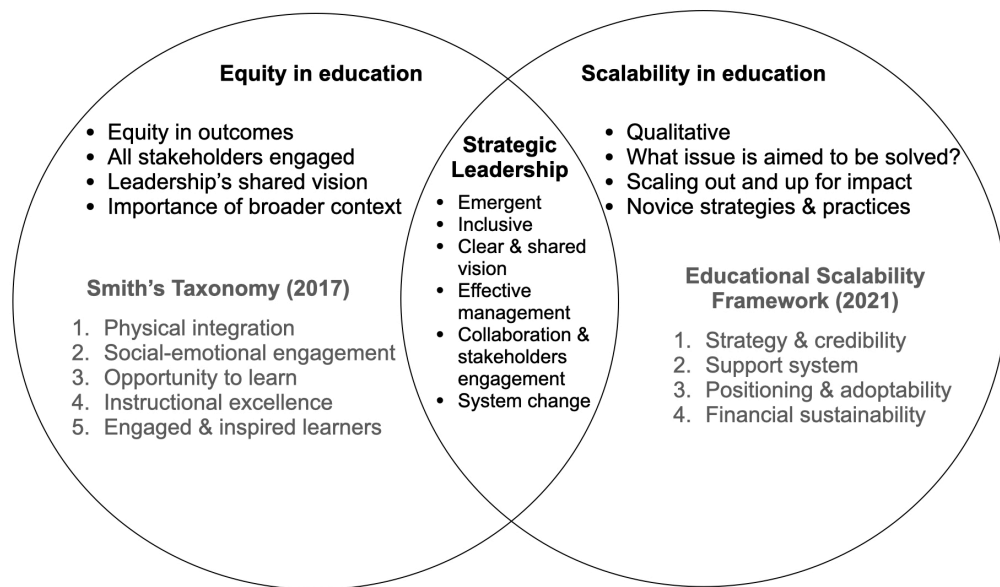 Equity in education
• Equity in outcomes
• All stakeholders engaged
• Leadership's shared vision
• Importance of broader context
Smith's Taxonomy (2017)
1. Physical integration
2. Social-emotional engagement
3. Opportunity to learn
4. Instructional excellence
5. Engaged & inspired learners
Strategic
Leadership
• Emergent
• Inclusive
• Clear & shared
vision
• Effective
management
• Collaboration &
stakeholders
engagement
• System change
Scalability in education
• Qualitative
• What issue is aimed to be solved?
• Scaling out and up for impact
• Novice strategies & practices
Educational Scalability
Framework (2021)
1. Strategy & credibility
2. Support system
3. Positioning & adoptability
4. Financial sustainability